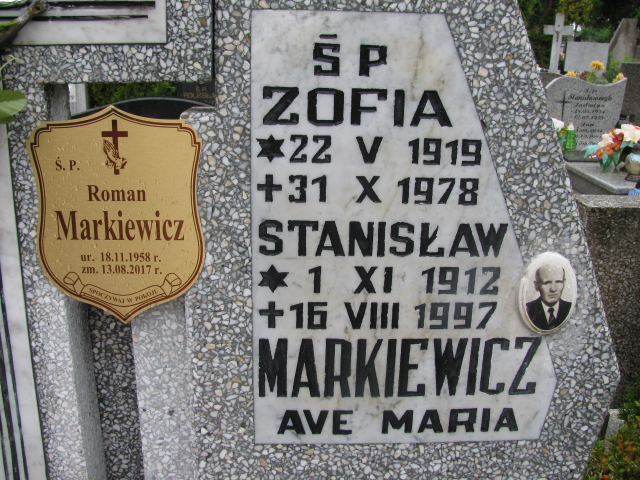 Ś. P.
Roman
Markiewicz
ur. 18.11.1958 r.
zm. 13.08.2017 r.
SPOCZYWAJ W POKOJU
ŚP
ZOFIA
✶22 V 1919
+31 X 1978
STANISŁAW
✶ 1 XI 1912
+16 VIII 1997
MARKIEWICZ
AVE MARIA